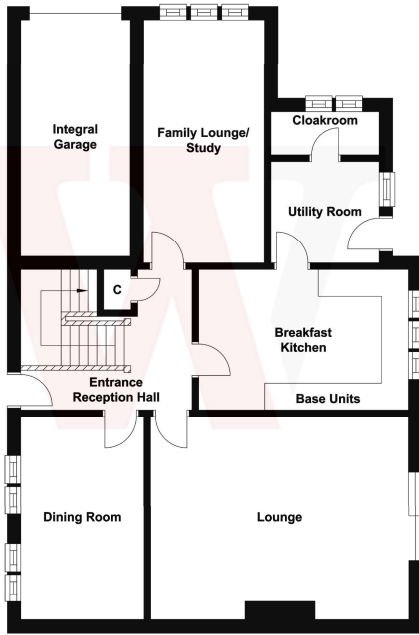 Integral
Garage
Family Lounge/
Study
Cloakroom
Utility Room
C
Breakfast
Kitchen
Entrance
Reception Hall
Base Units
Dining Room
Lounge